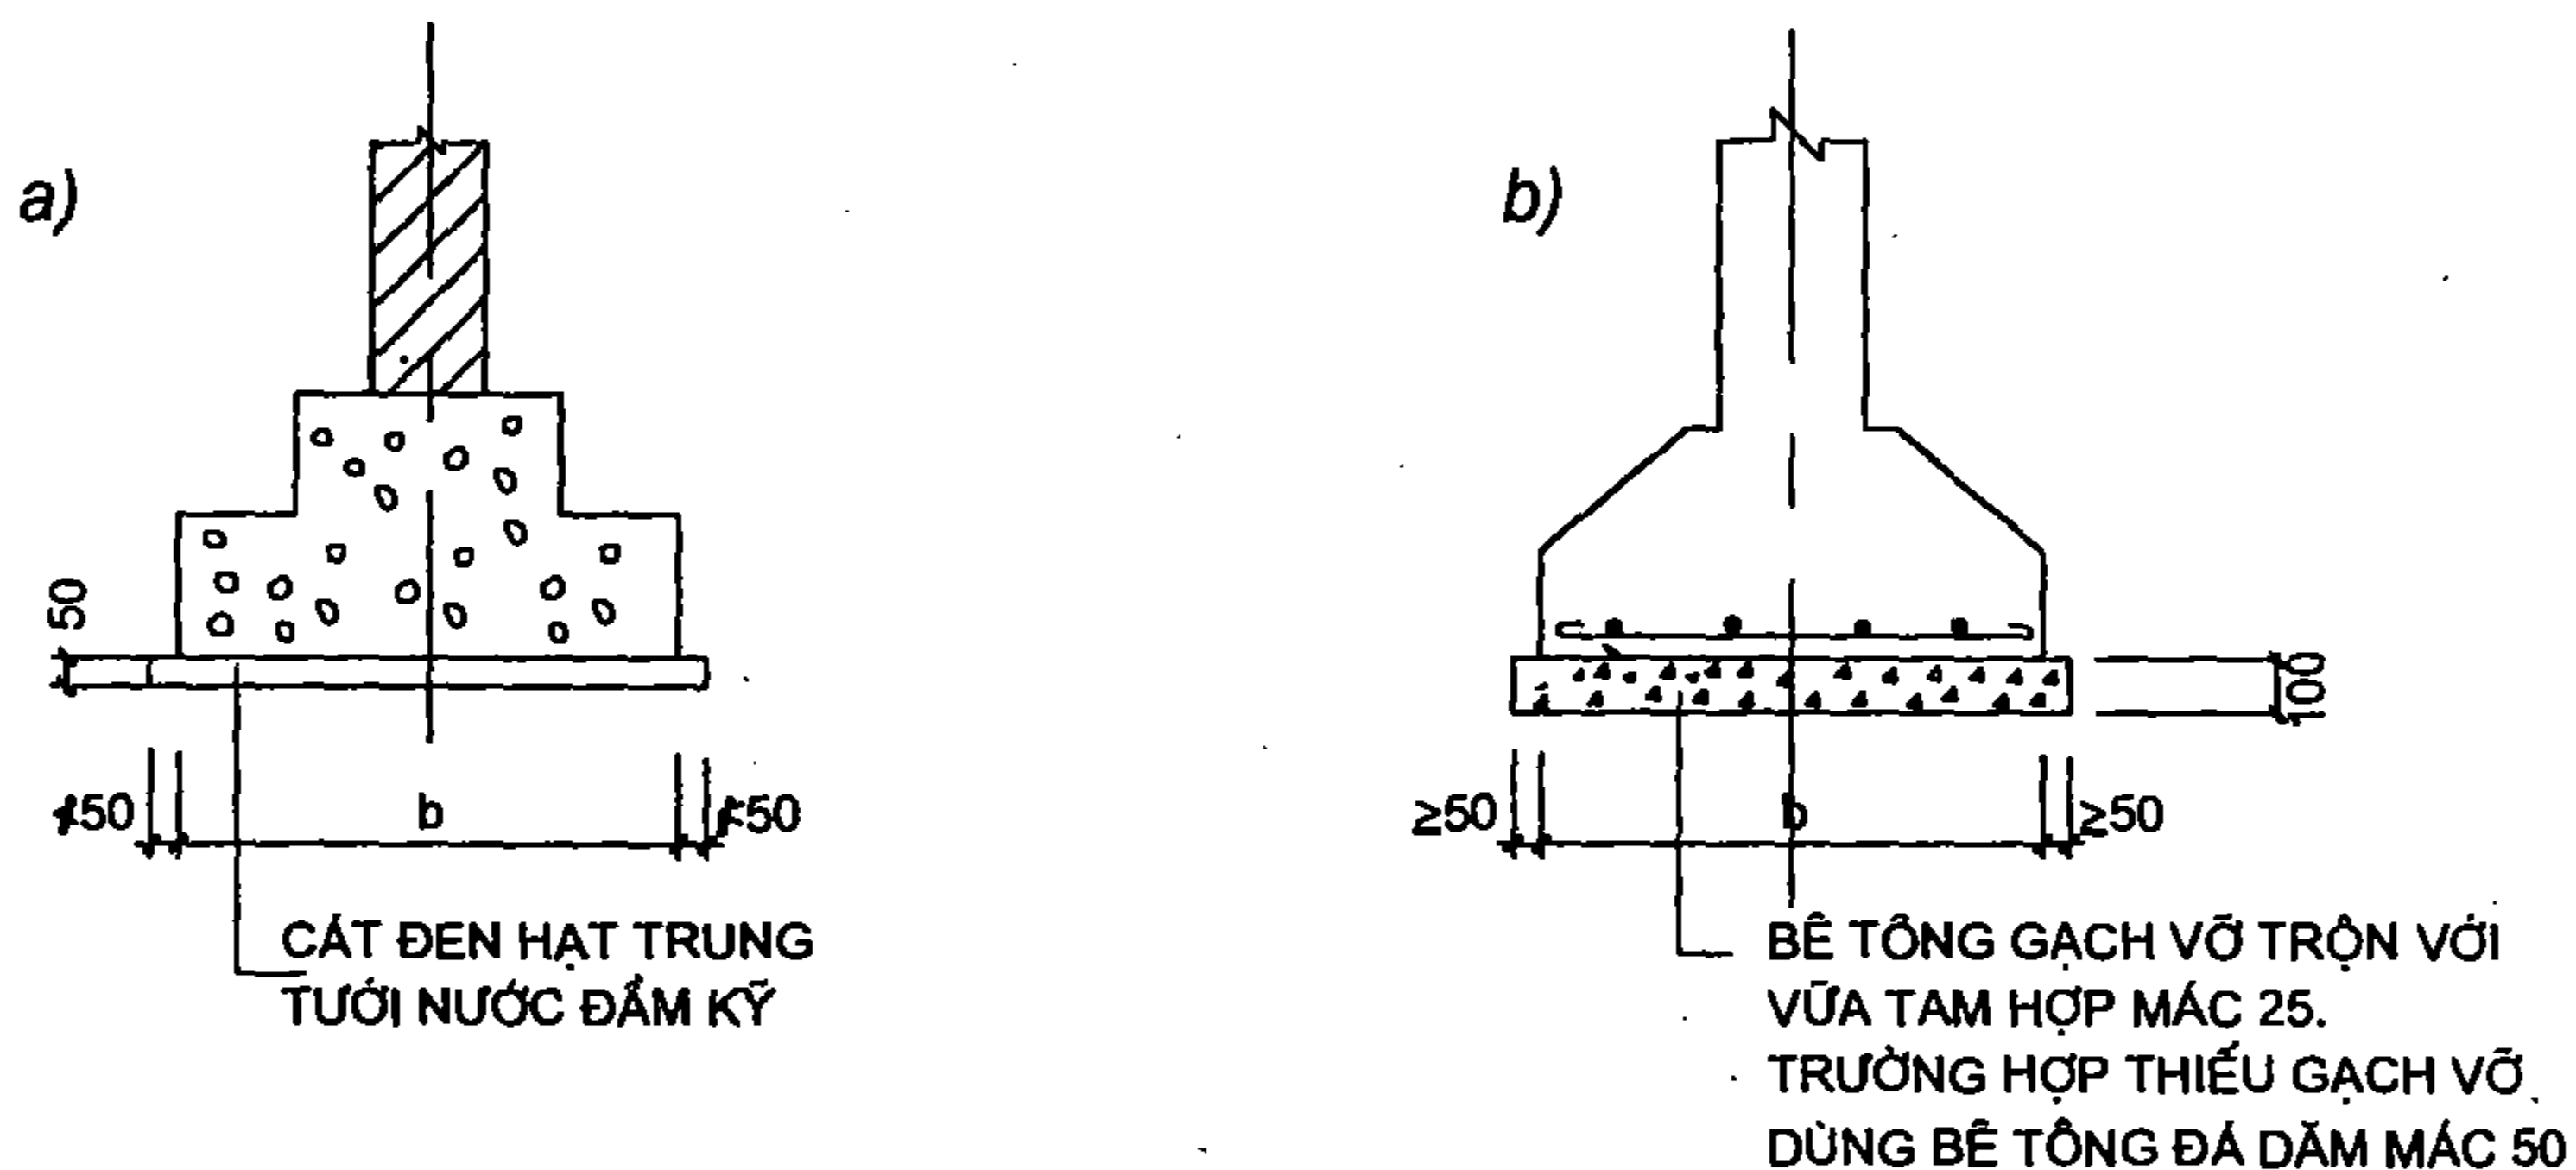 a)
50
≮50
b
≮50
CÁT ĐEN HẠT TRUNG
TƯỚI NƯỚC ĐẦM KỸ
b)
100
≥50
b
≥50
BÊ TÔNG GẠCH VỠ TRỘN VỚI
VỮA TAM HỢP MÁC 25.
TRƯỜNG HỢP THIẾU GẠCH VỠ
DÙNG BÊ TÔNG ĐÁ DĂM MÁC 50